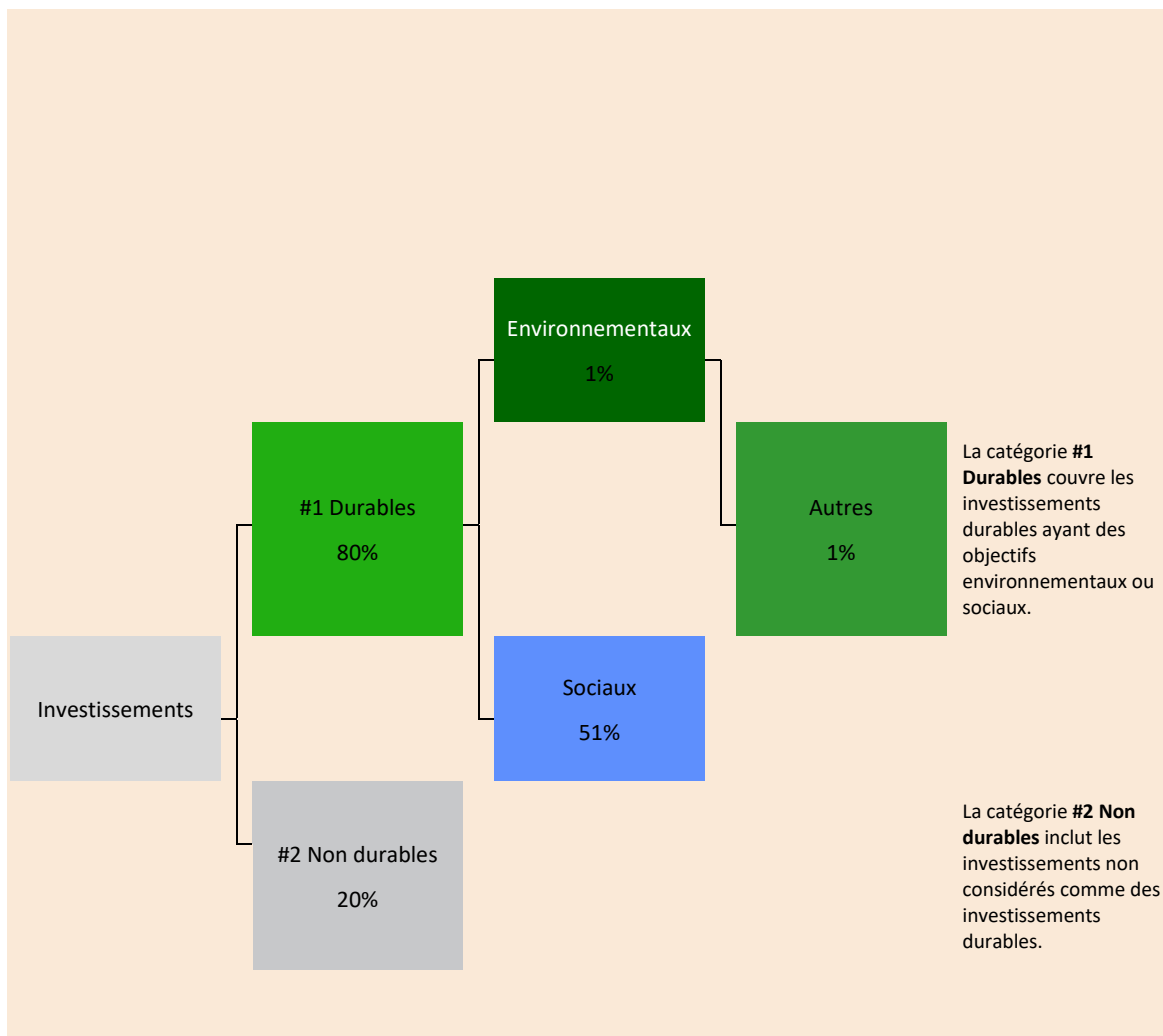 Environnementaux
1%
#1 Durables
80%
Autres
1%
La catégorie #1
Durables couvre les
investissements
durables ayant des
objectifs
environnementaux ou
sociaux.
Investissements
Sociaux
51%
#2 Non durables
20%
La catégorie #2 Non
durables inclut les
investissements non
considérés comme des
investissements
durables.